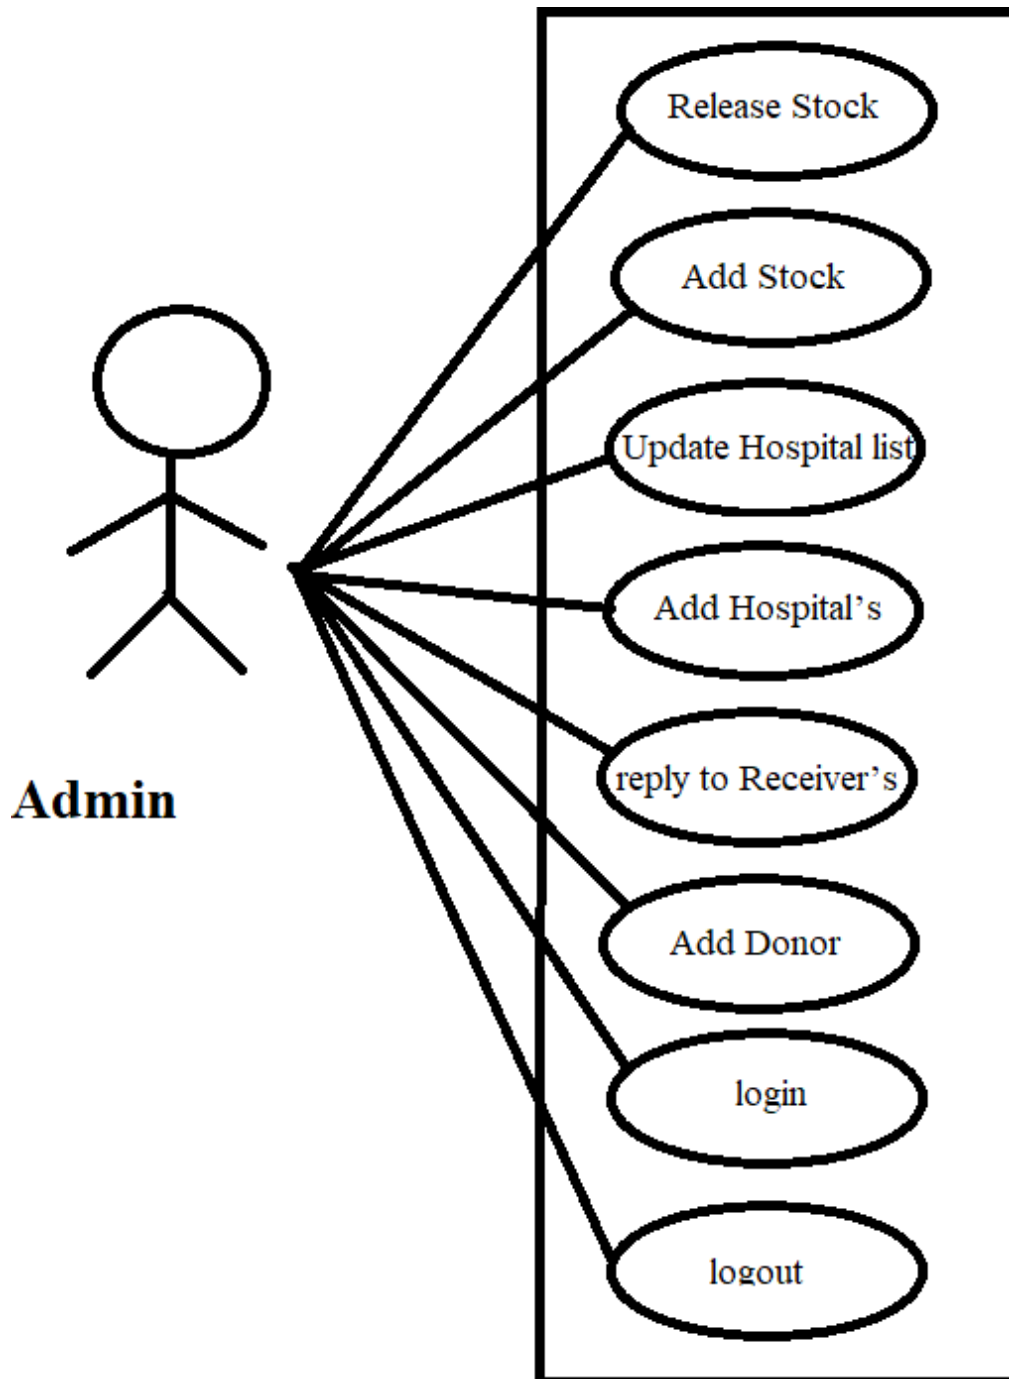 Release Stock
Add Stock
Update Hospital list
Add Hospital’s
reply to Receiver’s
Admin
Add Donor
login
logout